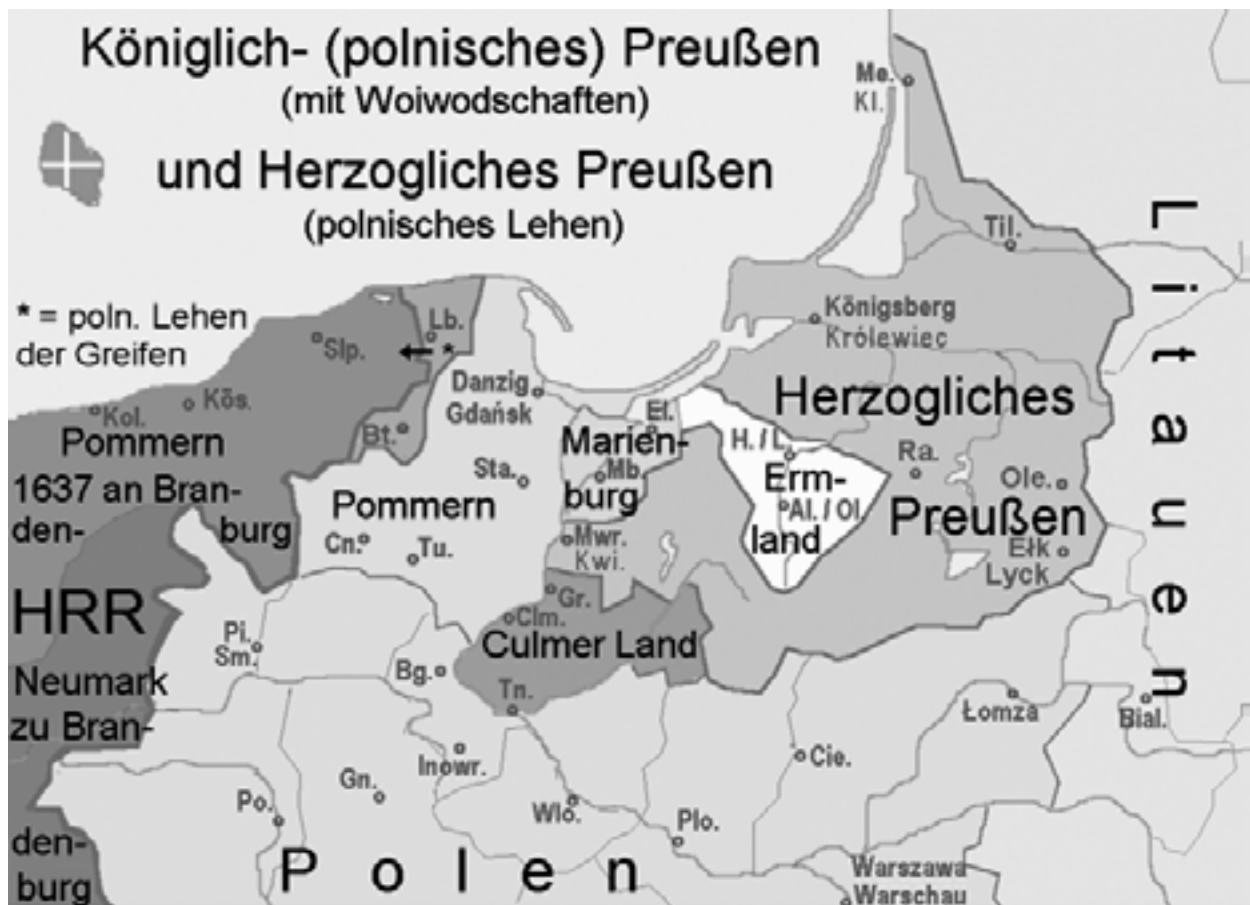 Königlich- (polnisches) Preußen
(mit Woiwodschaften)
und Herzogliches Preußen
(polnisches Lehen)
* = poln. Lehen
der Greifen
Me.
Kl.
Til.
Königsberg
Królewiec
Lb.
*
Slp.
Kös.
Kol.
Bt.
Danzig
Gdańsk
El.
Pommern
1637 an Bran-
den-
burg
Marien-
burg
Mb.
Sta.
Pommern
Cn.
Tu.
Mwr.
Kwi.
H. / L.
Erm-
land
Al. / Ol.
Herzogliches
Preußen
Ra.
Ole.
Ełk
Lyck
Litauen
HRR
Neumark
zu Bran-
den-
burg
Pi.
Sm.
Gr.
Clm.
Culmer Land
Bg.
Tn.
Inowr.
Gn.
Po.
Wlo.
Plo.
Cie.
Łomza
Bial.
Polen
Warszawa
Warschau